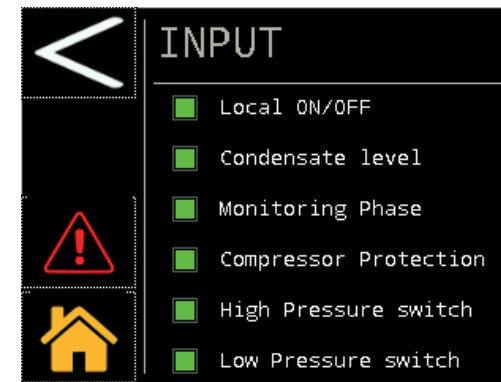 INPUT
Local ON/OFF
Condensate level
Monitoring Phase
Compressor Protection
High Pressure switch
Low Pressure switch